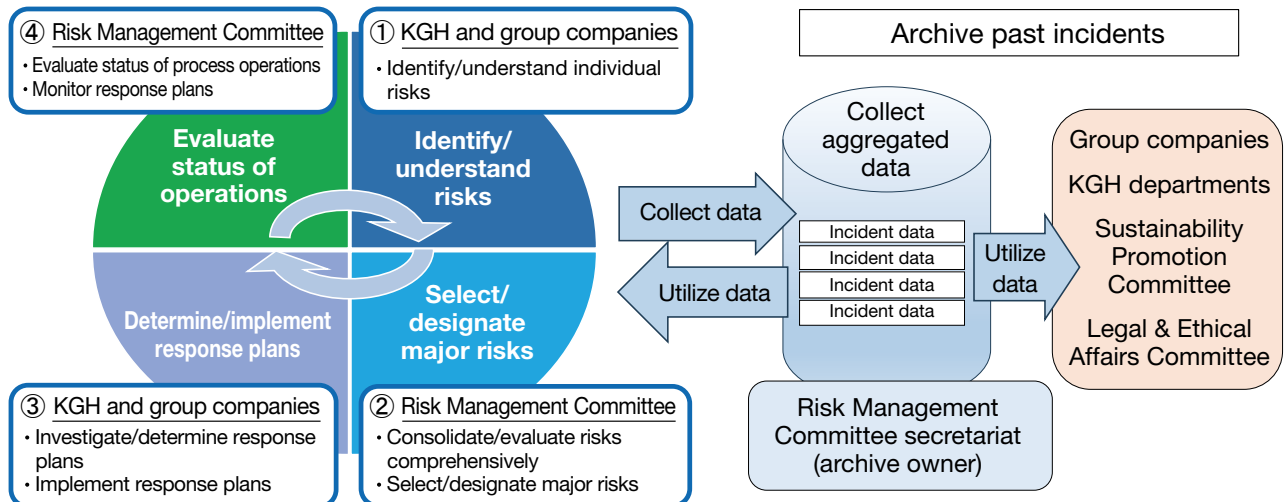 ④ Risk Management Committee
・Evaluate status of process operations
・Monitor response plans
① KGH and group companies
・Identify/understand individual
risks
Evaluate
status of
operations
Identify/
understand
risks
Determine/implement
response plans
Select/
designate
major risks
③ KGH and group companies
・Investigate/determine response
plans
・Implement response plans
② Risk Management Committee
・Consolidate/evaluate risks
comprehensively
・Select/designate major risks
Archive past incidents
Collect
aggregated
data
Collect data
Utilize data
Incident data
Incident data
Incident data
Incident data
Utilize
data
Group companies
KGH departments
Sustainability
Promotion
Committee
Legal & Ethical
Affairs Committee
Risk Management
Committee secretariat
(archive owner)